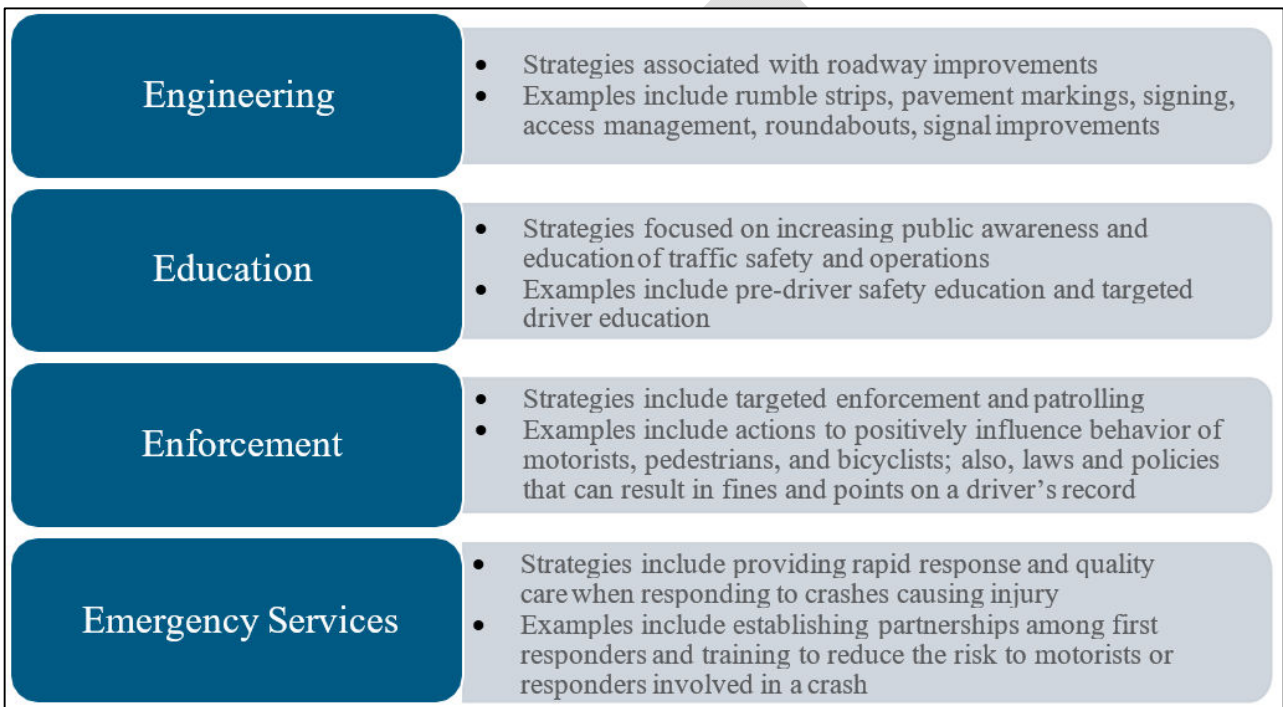 Engineering
• Strategies associated with roadway improvements
• Examples include rumble strips, pavement markings, signing,
access management, roundabouts, signal improvements
Education
• Strategies focused on increasing public awareness and
education of traffic safety and operations
• Examples include pre-driver safety education and targeted
driver education
Enforcement
• Strategies include targeted enforcement and patrolling
• Examples include actions to positively influence behavior of
motorists, pedestrians, and bicyclists; also, laws and policies
that can result in fines and points on a driver’s record
Emergency Services
• Strategies include providing rapid response and quality
care when responding to crashes causing injury
• Examples include establishing partnerships among first
responders and training to reduce the risk to motorists or
responders involved in a crash